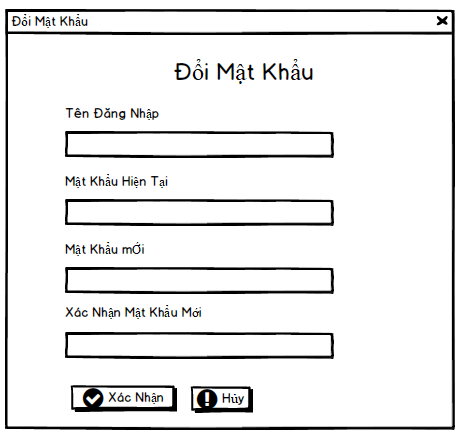 Đổi Mật Khẩu
Đổi Mật Khẩu
Tên Đăng Nhập
Mật Khẩu Hiện Tại
Mật Khẩu mới
Xác Nhận Mật Khẩu Mới
Xác Nhận
Hủy